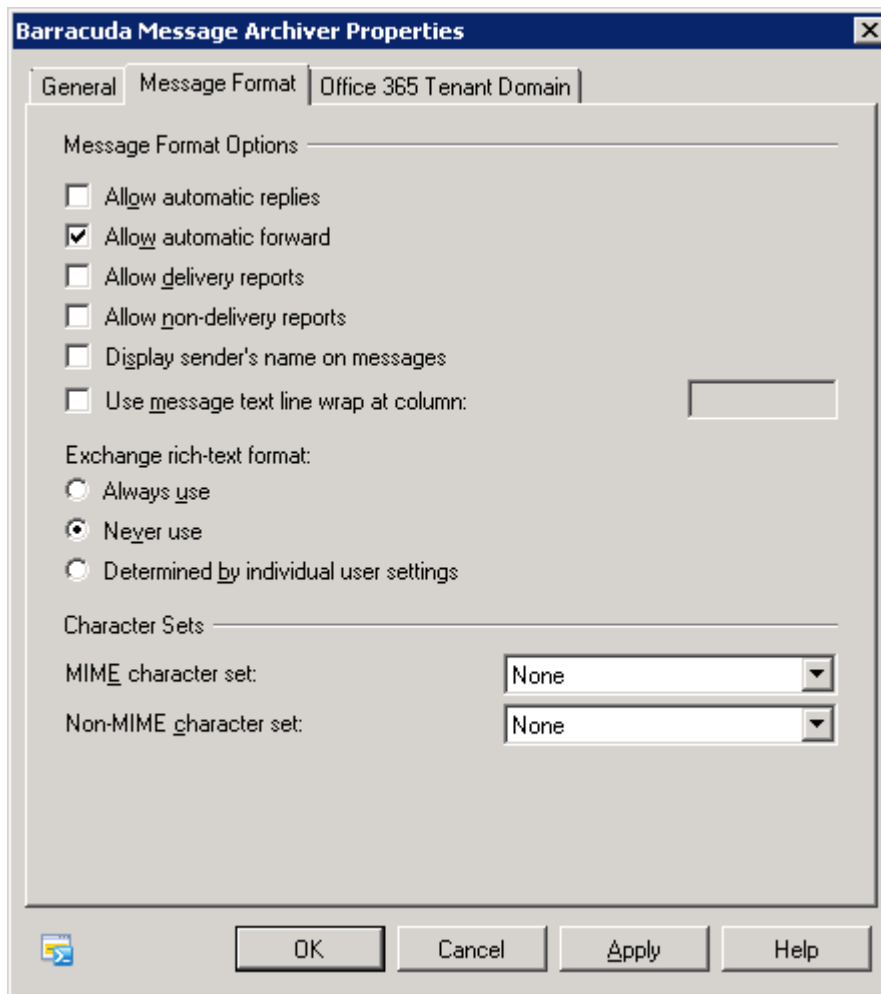 Barracuda Message Archiver Properties
General Message Format Office 365 Tenant Domain
Message Format Options
Allow automatic replies
Allow automatic forward
Allow delivery reports
Allow non-delivery reports
Display sender's name on messages
Use message text line wrap at column:
Exchange rich-text format:
Always use
Never use
Determined by individual user settings
Character Sets
MIME character set: None
Non-MIME character set: None
OK Cancel Apply Help